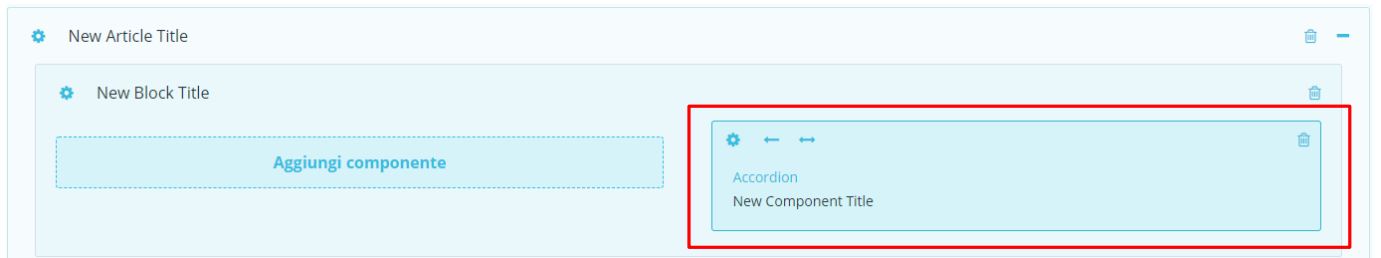 New Article Title
New Block Title
Aggiungi componente
Accordion
New Component Title